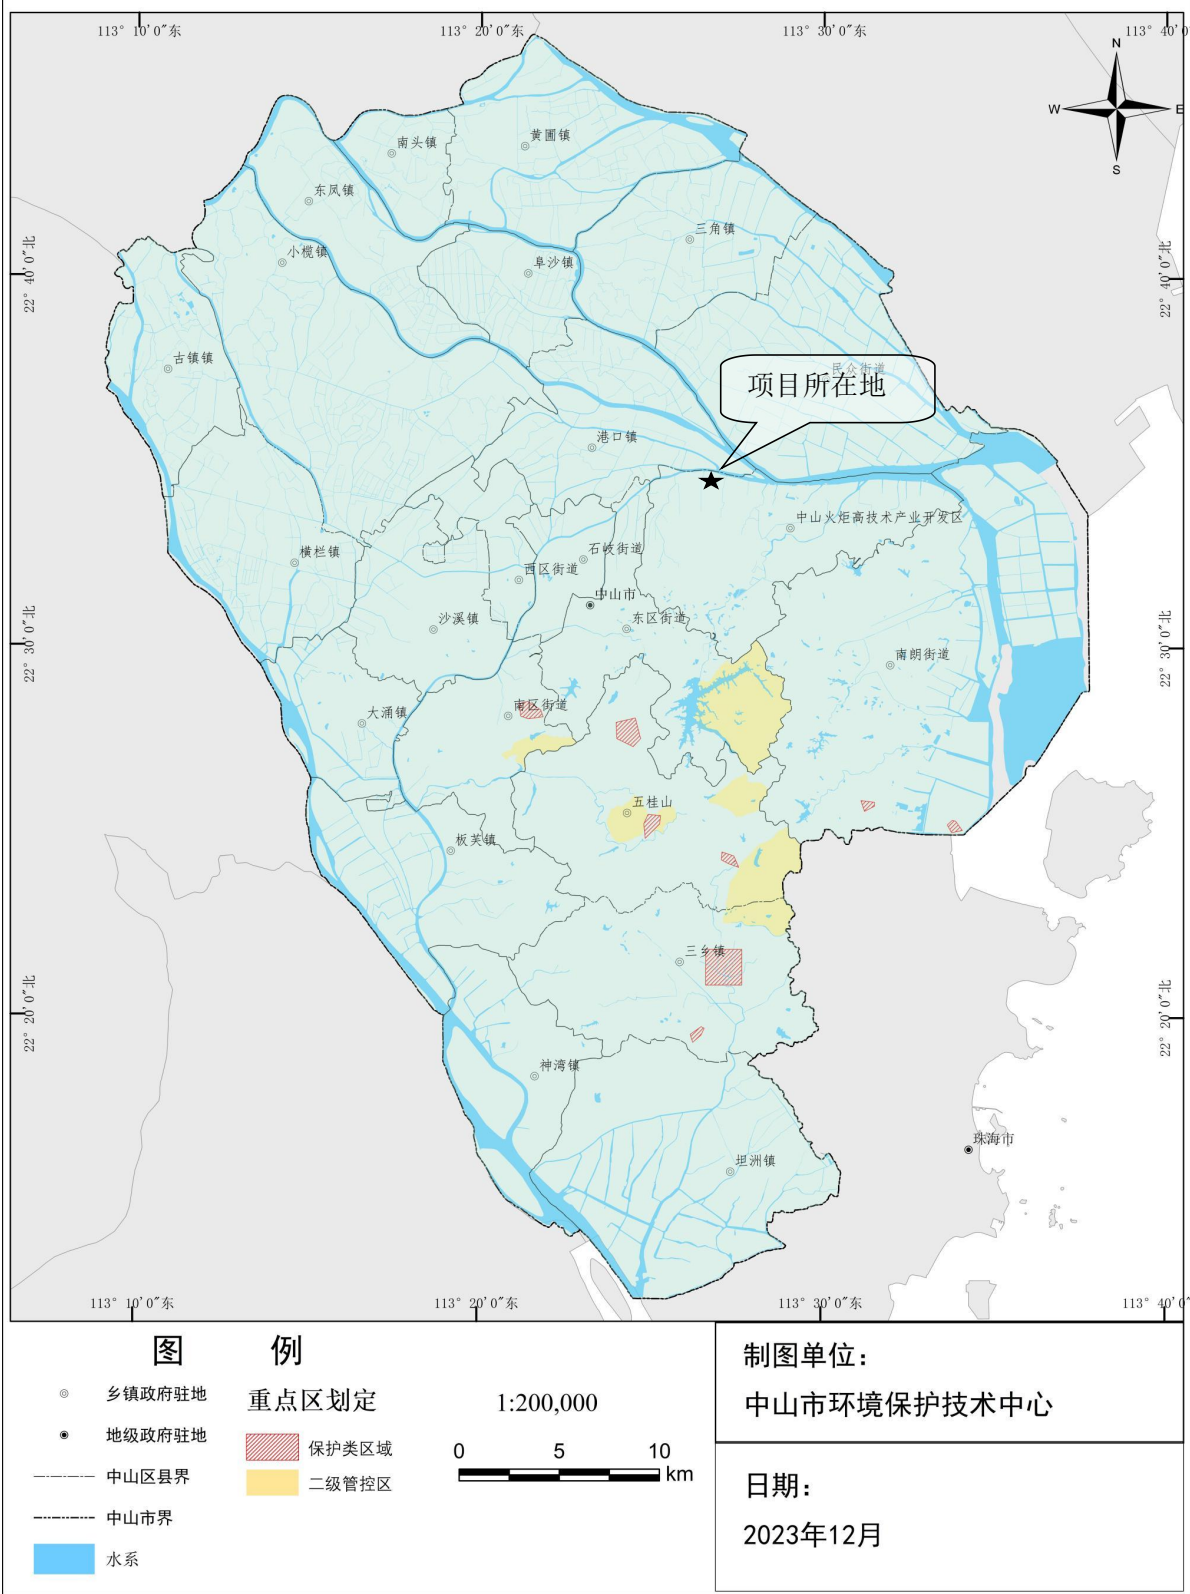 113° 10′0″东
113° 20′0″东
113° 30′0″东
113° 40′0″
N
W
E
S
南头镇
黄圃镇
东凤镇
三角镇
小榄镇
阜沙镇
22° 40′0″北
22° 40′0″北
古镇镇
民众街道
项目所在地
港口镇
中山火炬高技术产业开发区
石岐街道
横栏镇
西区街道
中山市
沙溪镇
东区街道
22° 30′0″北
22° 30′0″北
南朗街道
大涌镇
南区街道
五桂山
板芙镇
三乡镇
22° 20′0″北
22° 20′0″北
神湾镇
珠海市
坦洲镇
113° 10′0″东
113° 20′0″东
113° 30′0″东
113° 40′0″
图 例
乡镇政府驻地
地级政府驻地
中山区县界
中山市界
水系
重点区划定
保护类区域
二级管控区
1:200,000
0 5 10
km
制图单位：
中山市环境保护技术中心
日期：
2023年12月